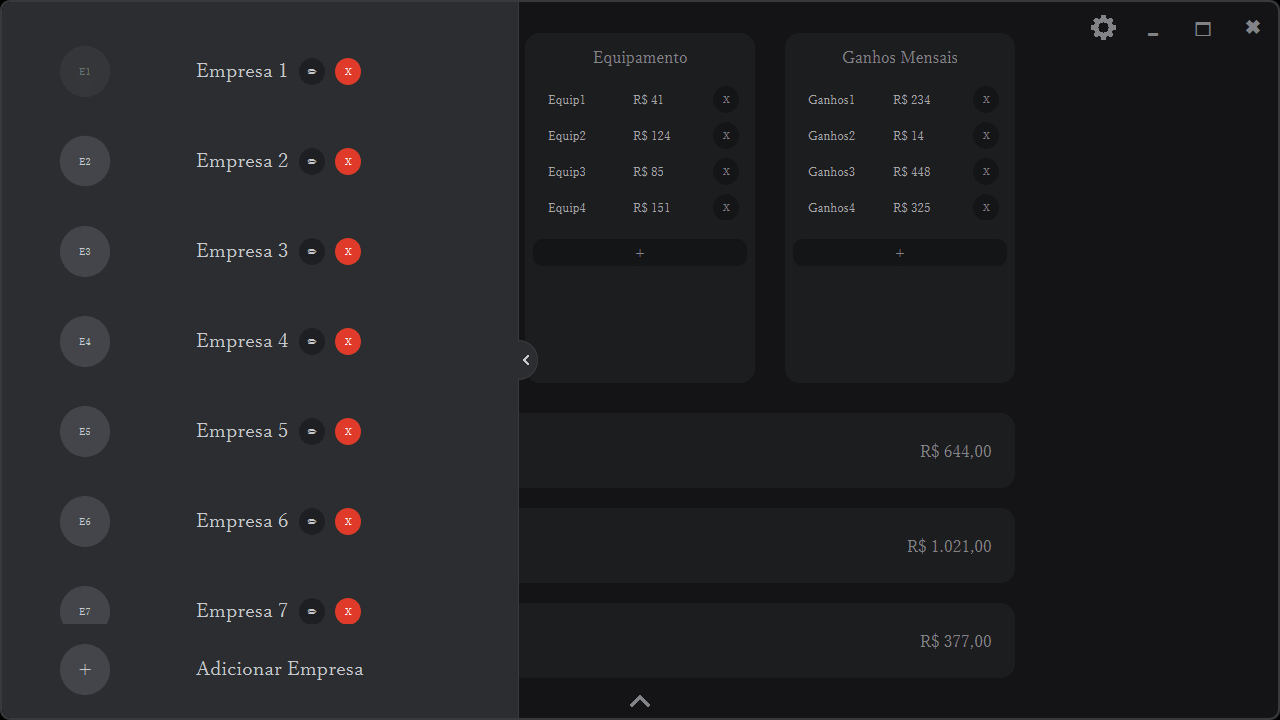 E1 Empresa 1 X
E2 Empresa 2 X
E3 Empresa 3 X
E4 Empresa 4 X
E5 Empresa 5 X
E6 Empresa 6 X
E7 Empresa 7 X
+ Adicionar Empresa
Equipamento
Equip1 R$ 41 X
Equip2 R$ 124 X
Equip3 R$ 85 X
Equip4 R$ 151 X
+
Ganhos Mensais
Ganhos1 R$ 234 X
Ganhos2 R$ 14 X
Ganhos3 R$ 448 X
Ganhos4 R$ 325 X
+
R$ 644,00
R$ 1.021,00
R$ 377,00